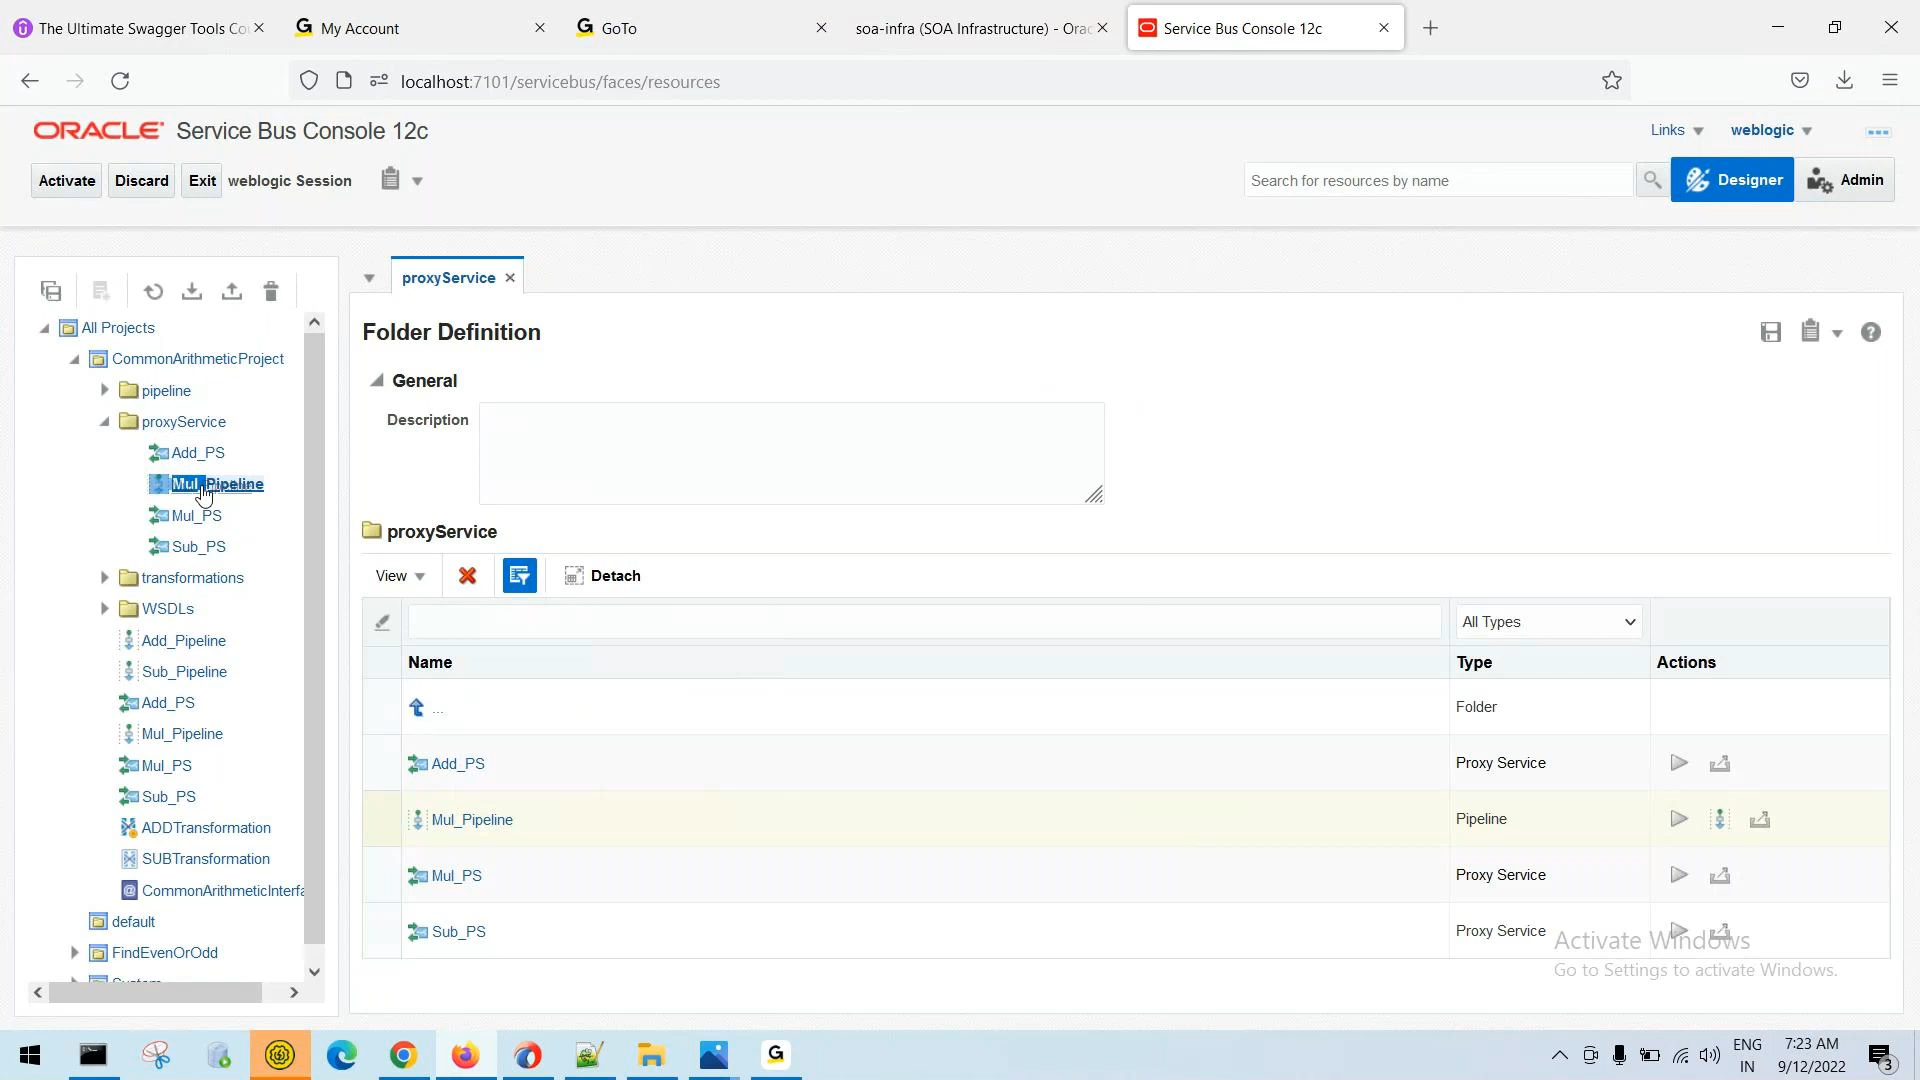 The Ultimate Swagger Tools Co
My Account
GoTo
soa-infra (SOA Infrastructure) - Orac
Service Bus Console 12c
localhost:7101/servicebus/faces/resources
ORACLE Service Bus Console 12c
Links
weblogic
Activate
Discard
Exit
weblogic Session
Search for resources by name
Designer
Admin
proxyService
All Projects
CommonArithmeticProject
pipeline
proxyService
Add_PS
Mul_Pipeline
Mul_PS
Sub_PS
transformations
WSDLs
Add_Pipeline
Sub_Pipeline
Add_PS
Mul_Pipeline
Mul_PS
Sub_PS
ADDTransformation
SUBTransformation
CommonArithmeticInterfa
default
FindEvenOrOdd
Folder Definition
General
Description
proxyService
View
Detach
All Types
Name Type Actions
... Folder
Add_PS Proxy Service
Mul_Pipeline Pipeline
Mul_PS Proxy Service
Sub_PS Proxy Service
Activate Windows
Go to Settings to activate Windows.
ENG
IN
7:23 AM
9/12/2022
3